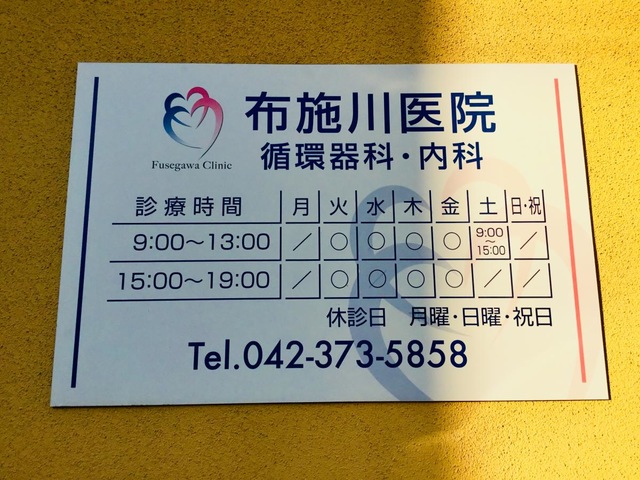 布施川医院
Fusegawa Clinic
循環器科・内科
診療時間 月 火 水 木 金 土 日・祝
9:00～13:00 ／ ○ ○ ○ ○ 9:00～15:00 ／
15:00～19:00 ／ ○ ○ ○ ○ ／ ／
休診日 月曜・日曜・祝日
Tel.042-373-5858